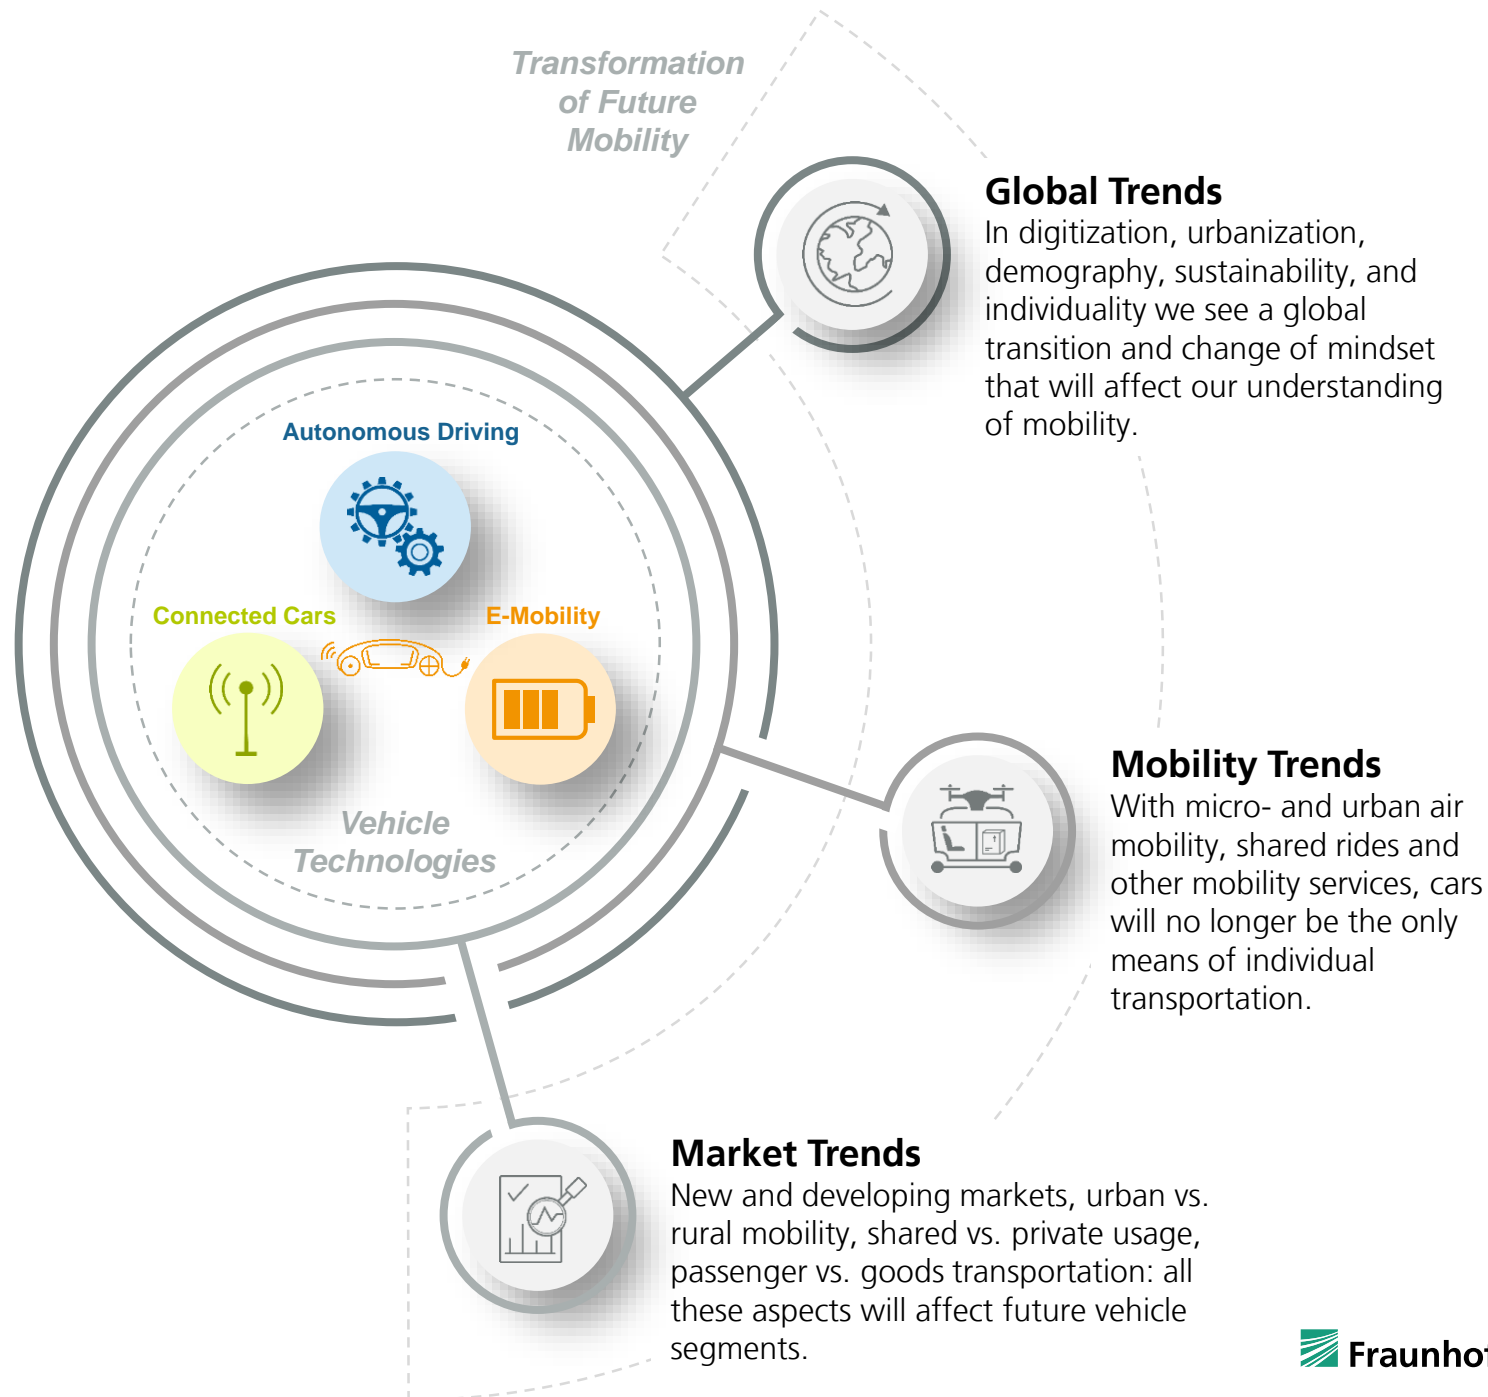 Transformation
of Future
Mobility
Global Trends
In digitization, urbanization,
demography, sustainability, and
individuality we see a global
transition and change of mindset
that will affect our understanding
of mobility.
Autonomous Driving
Connected Cars
E-Mobility
Vehicle
Technologies
Mobility Trends
With micro- and urban air
mobility, shared rides and
other mobility services, cars
will no longer be the only
means of individual
transportation.
Market Trends
New and developing markets, urban vs.
rural mobility, shared vs. private usage,
passenger vs. goods transportation: all
these aspects will affect future vehicle
segments.